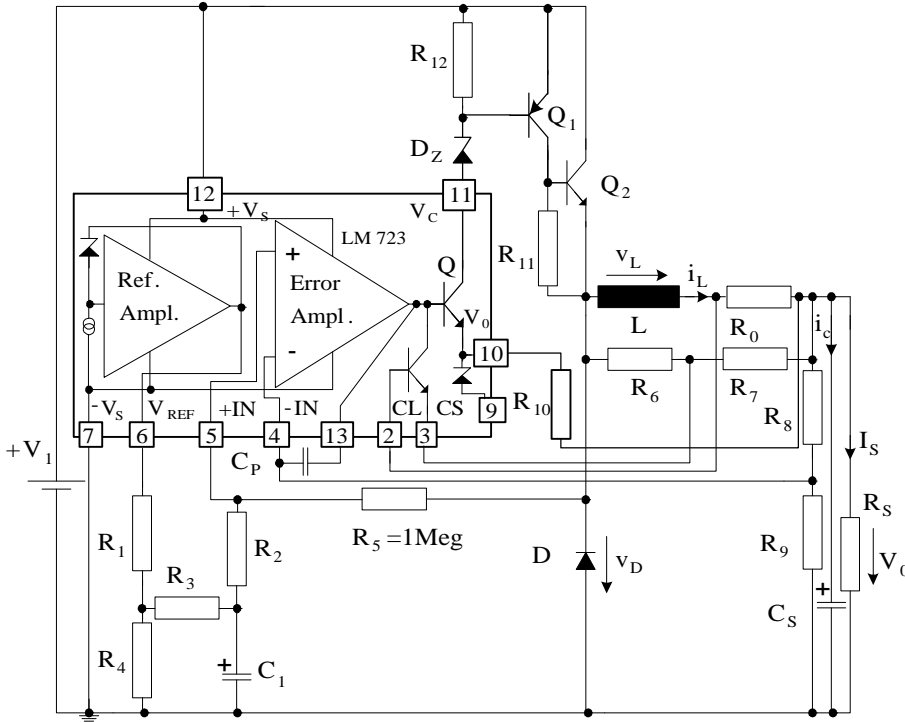 R12
Q1
DZ
12
11
Q2
+VS
VC
LM 723
R11
vL
iL
Ref.
Ampl.
+
Error
Ampl.
-
Q
V0
L
R0
ic
10
R6
R7
R8
-VS
VREF
+IN
-IN
CL
CS
9
R10
7
6
5
4
13
2
3
+V1
CP
IS
R1
R2
R5 =1Meg
D
vD
R9
RS
V0
R3
+
CS
R4
+
C1